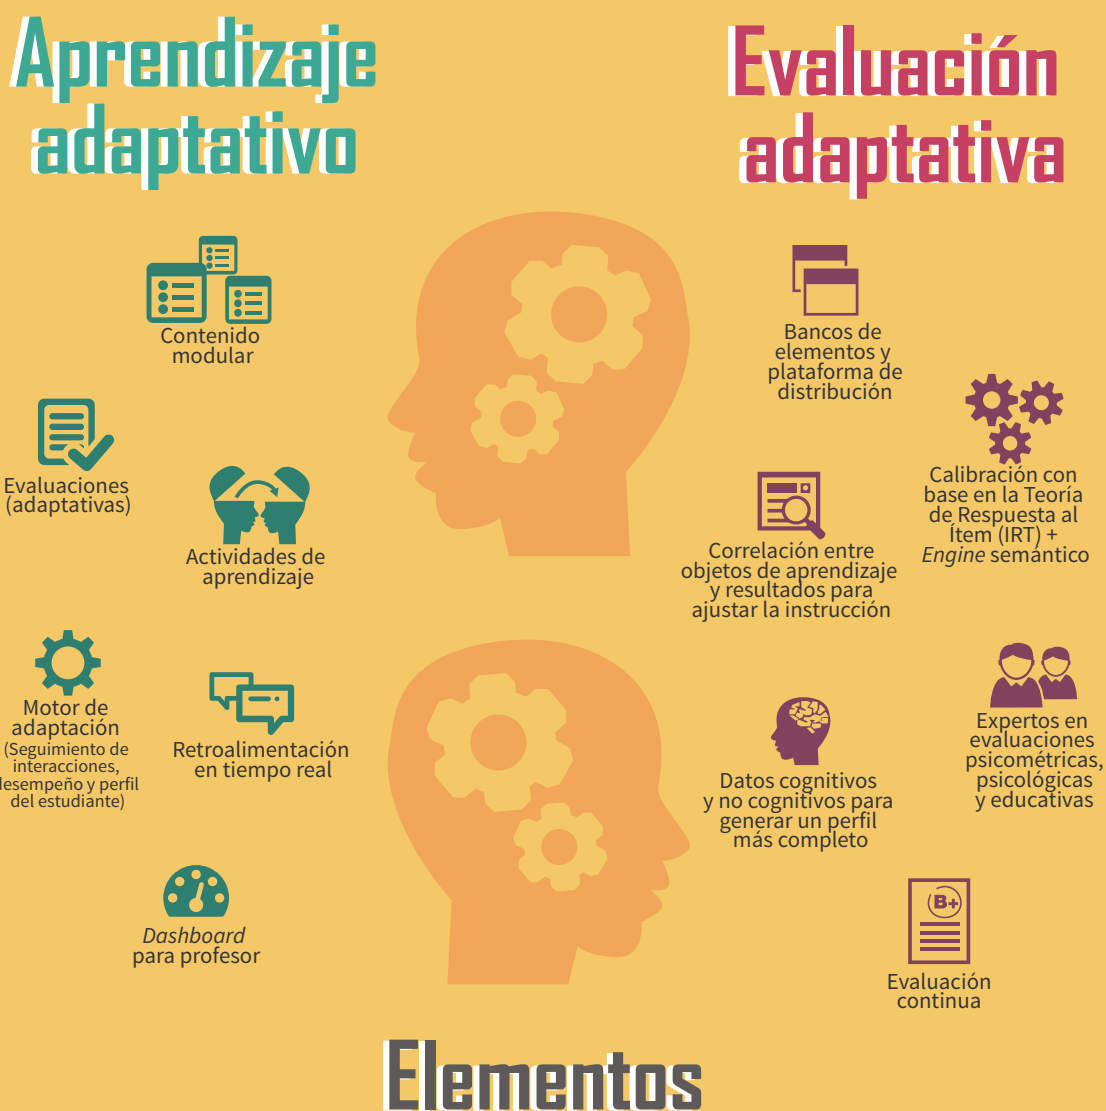 Aprendizaje
adaptativo
Contenido
modular
Evaluaciones
(adaptativas)
Actividades de
aprendizaje
Motor de
adaptación
(Seguimiento de
interacciones,
desempeño y perfil
del estudiante)
Retroalimentación
en tiempo real
Dashboard
para profesor
Evaluación
adaptativa
Bancos de
elementos y
plataforma de
distribución
Calibración con
base en la Teoría
de Respuesta al
Ítem (IRT) +
Engine semántico
Correlación entre
objetos de aprendizaje
y resultados para
ajustar la instrucción
Expertos en
evaluaciones
psicométricas,
psicológicas
y educativas
Datos cognitivos
y no cognitivos para
generar un perfil
más completo
B+
Evaluación
continua
Elementos